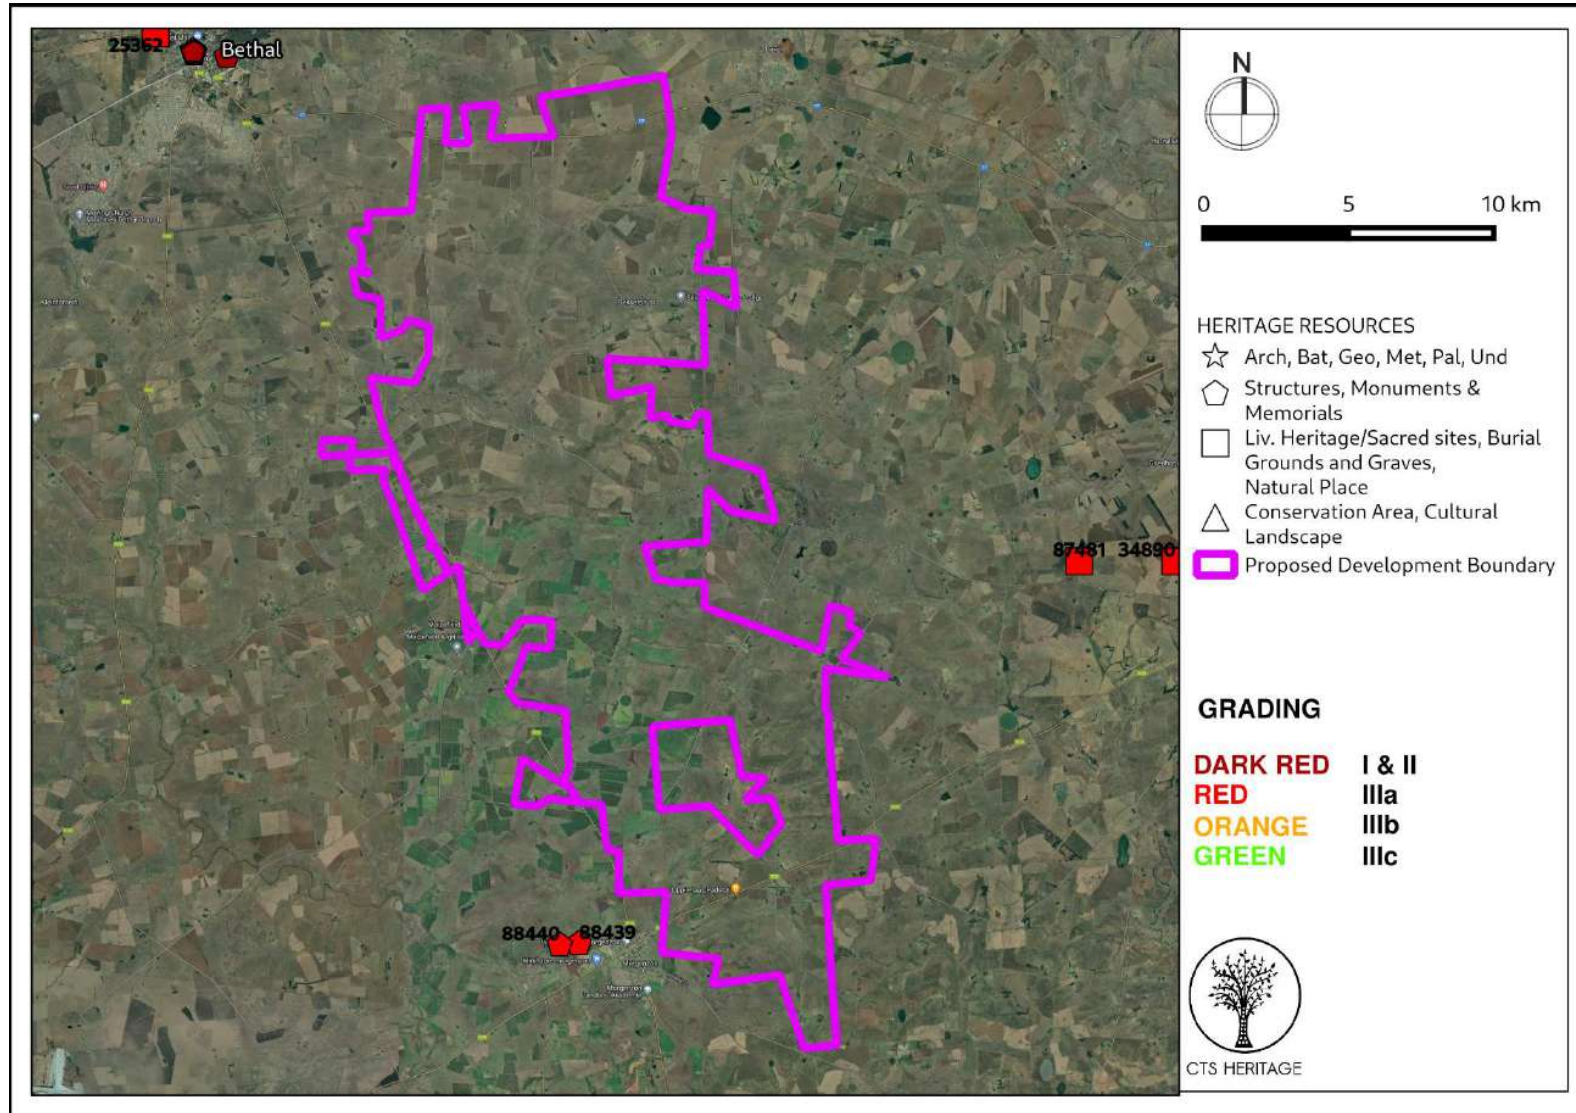 25362
Bethal
87481 34890
88440 88439
N
0 5 10 km
HERITAGE RESOURCES
Arch, Bat, Geo, Met, Pal, Und
Structures, Monuments &
Memorials
Liv. Heritage/Sacred sites, Burial
Grounds and Graves,
Natural Place
Conservation Area, Cultural
Landscape
Proposed Development Boundary
GRADING
DARK RED I & II
RED IIIa
ORANGE IIIb
GREEN IIIc
CTS HERITAGE